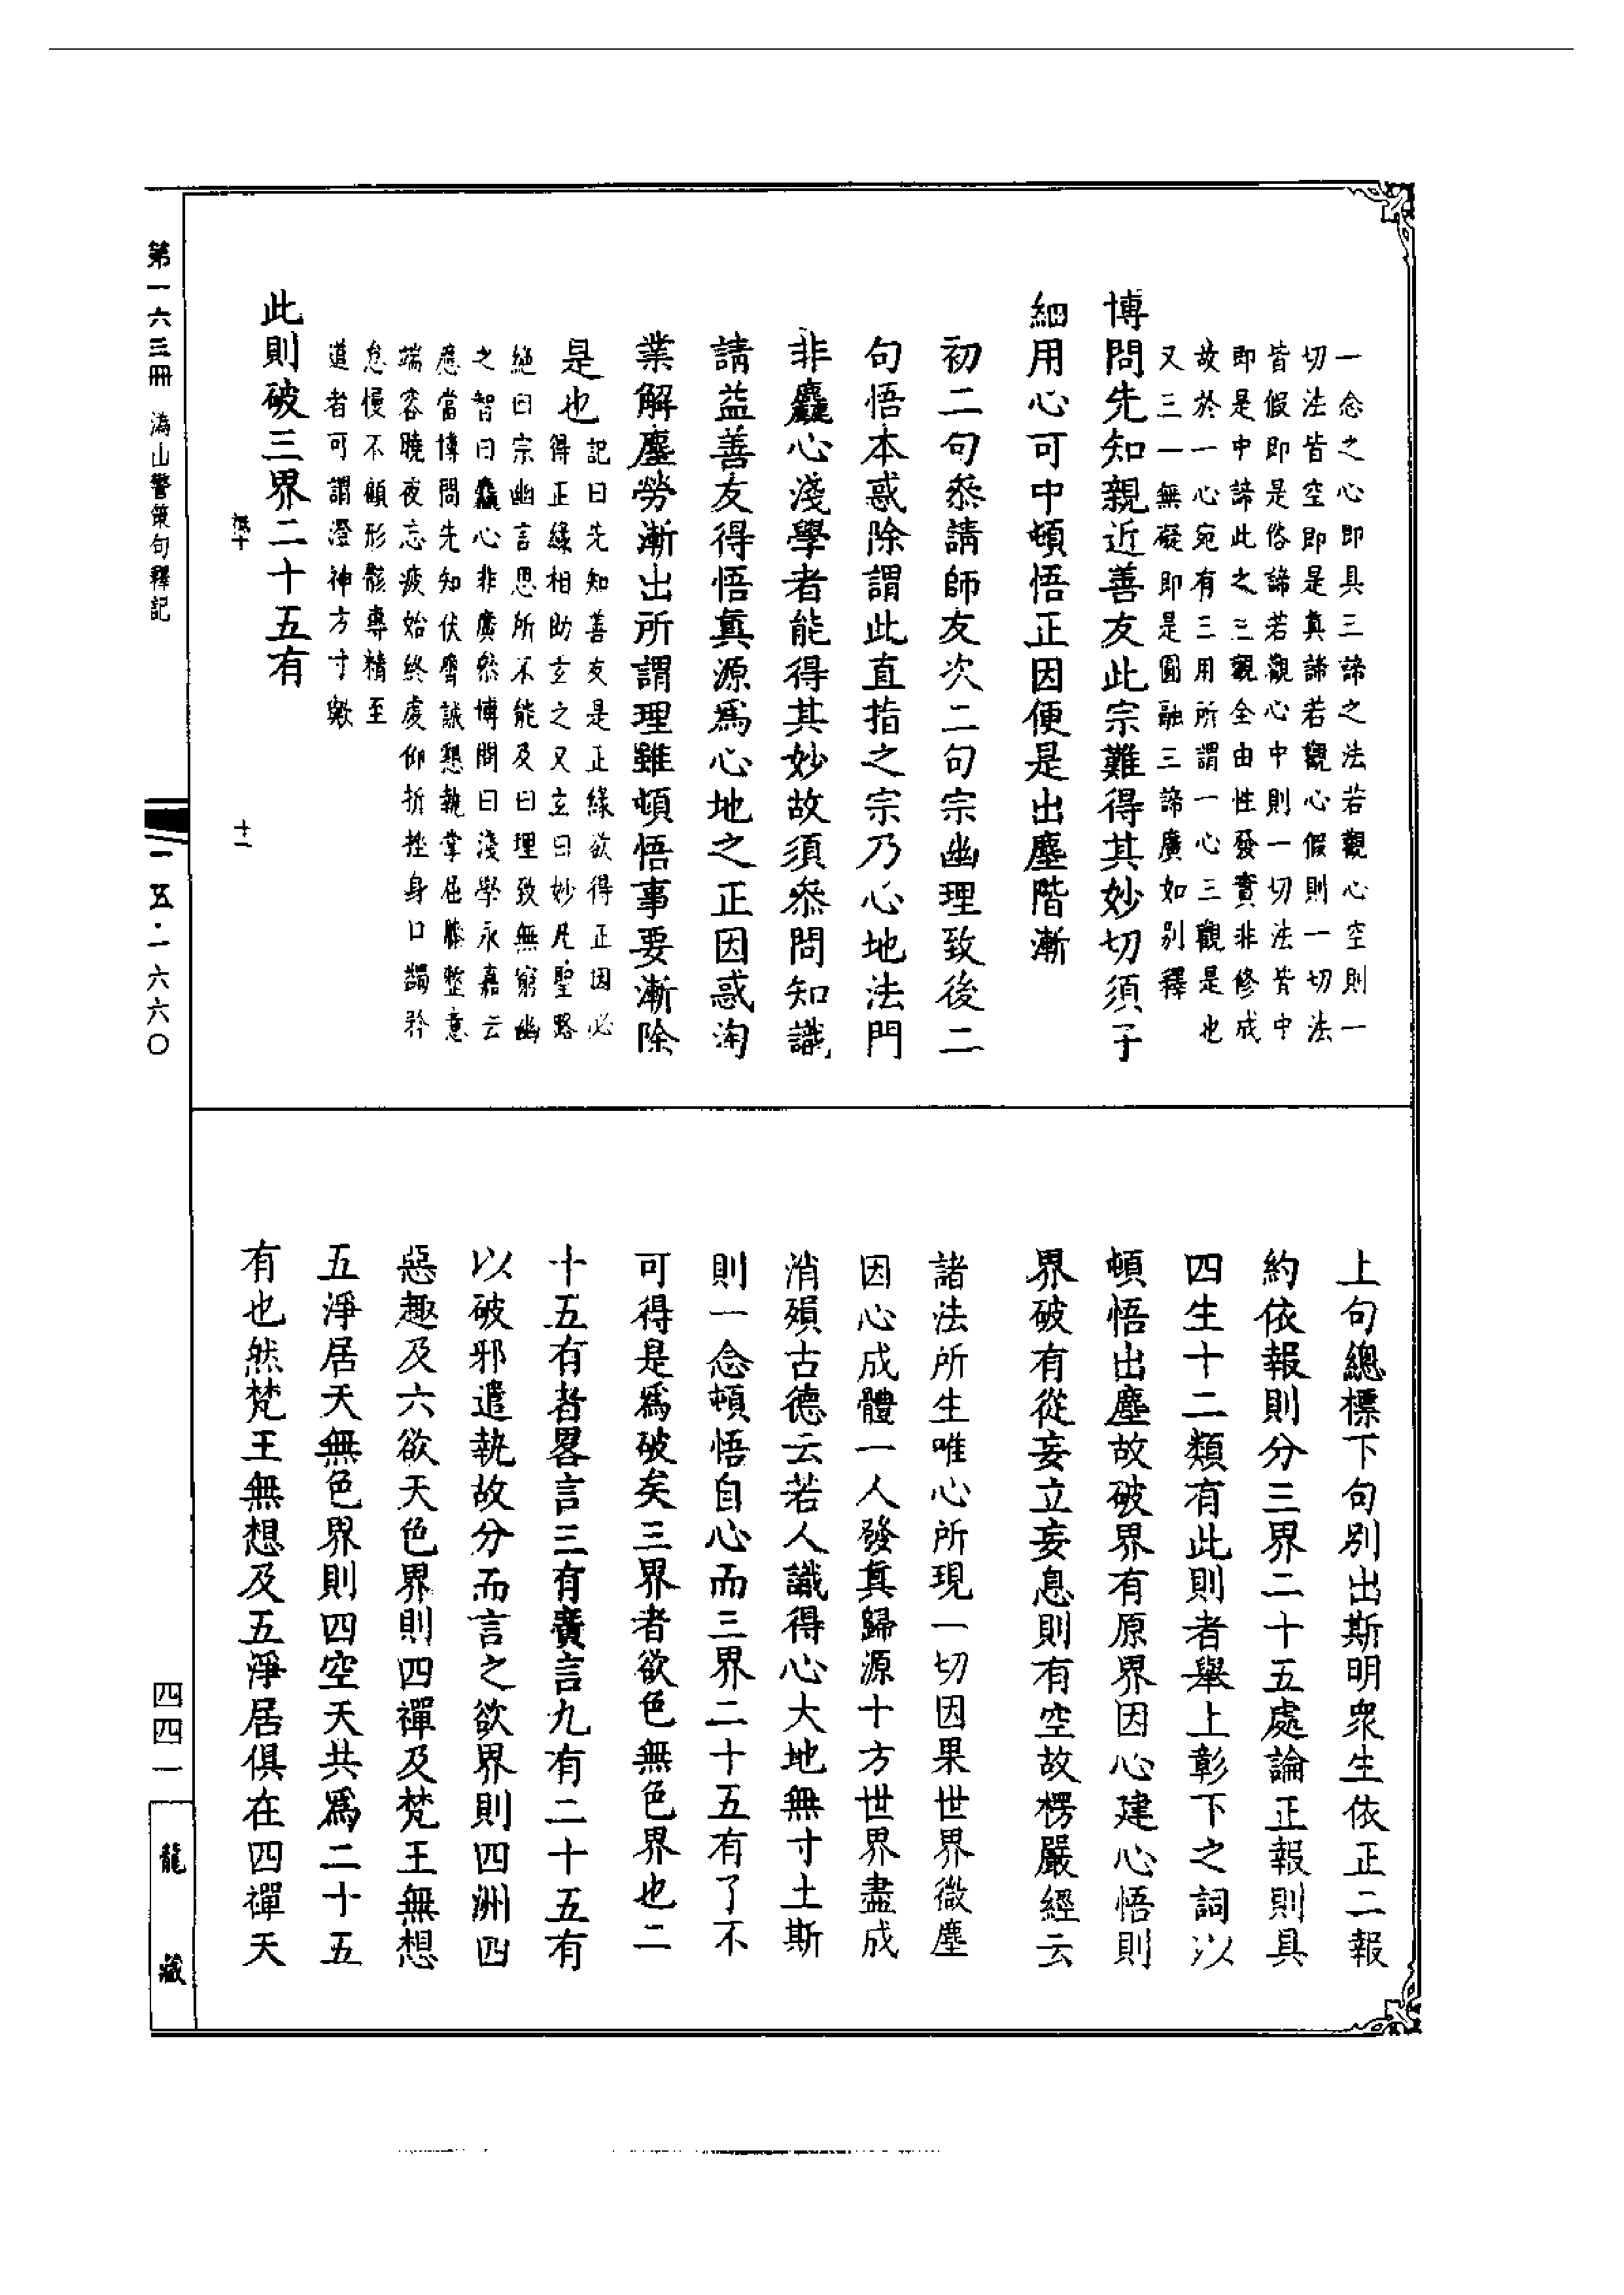 一念之心即具三諦之法若觀心空則一
切法皆空即是真諦若觀心假則一切法
皆假即是俗諦若觀心中則一切法皆中
即是中諦此之三觀全由性發實非修成
故於一心宛有三用所謂一心三觀是也
又三一無礙即是圓融三諦廣如別釋
博問先知親近善友此宗難得其妙切須子
細用心可中頓悟正因便是出塵階漸
初二句叅請師友次二句宗幽理致後二
句悟本惑除謂此直指之宗乃心地法門
非麤心淺學者能得其妙故須叅問知識
請益善友得悟真源爲心地之正因惑淘
業解塵勞漸出所謂理雖頓悟事要漸除
是也
記曰先知善友是正緣欲得正因必
得正緣相助玄之又玄曰妙凡聖路
絕曰宗幽言思所不能及曰理致無窮幽
之智曰麤心非廣叅博問曰淺學永嘉云
應當博問先知伏膺誠懇執掌屈膝整意
端容曉夜忘疲始終虔仰折挫身口蠲矜
怠慢不顧形骸專精至
道者可謂澄神方寸歟
此則破三界二十五有
十二
上句總標下句別出斯明衆生依正二報
約依報則分三界二十五處論正報則具
四生十二類有此則者舉上彰下之詞以
頓悟出塵故破界有原界因心建心悟則
界破有從妄立妄息則有空故楞嚴經云
諸法所生唯心所現一切因果世界微塵
因心成體一人發真歸源十方世界盡成
消殞古德云若人識得心大地無寸土斯
則一念頓悟自心而三界二十五有了不
可得是爲破矣三界者欲色無色界也二
十五有者畧言三有廣言九有二十五有
以破邪遣執故分而言之欲界則四洲四
惡趣及六欲天色界則四禪及梵王無想
五淨居天無色界則四空天共爲二十五
有也然梵王無想及五淨居俱在四禪天
第一六三冊 溈山警策句釋記
一五·一六六〇
四四一
龍藏